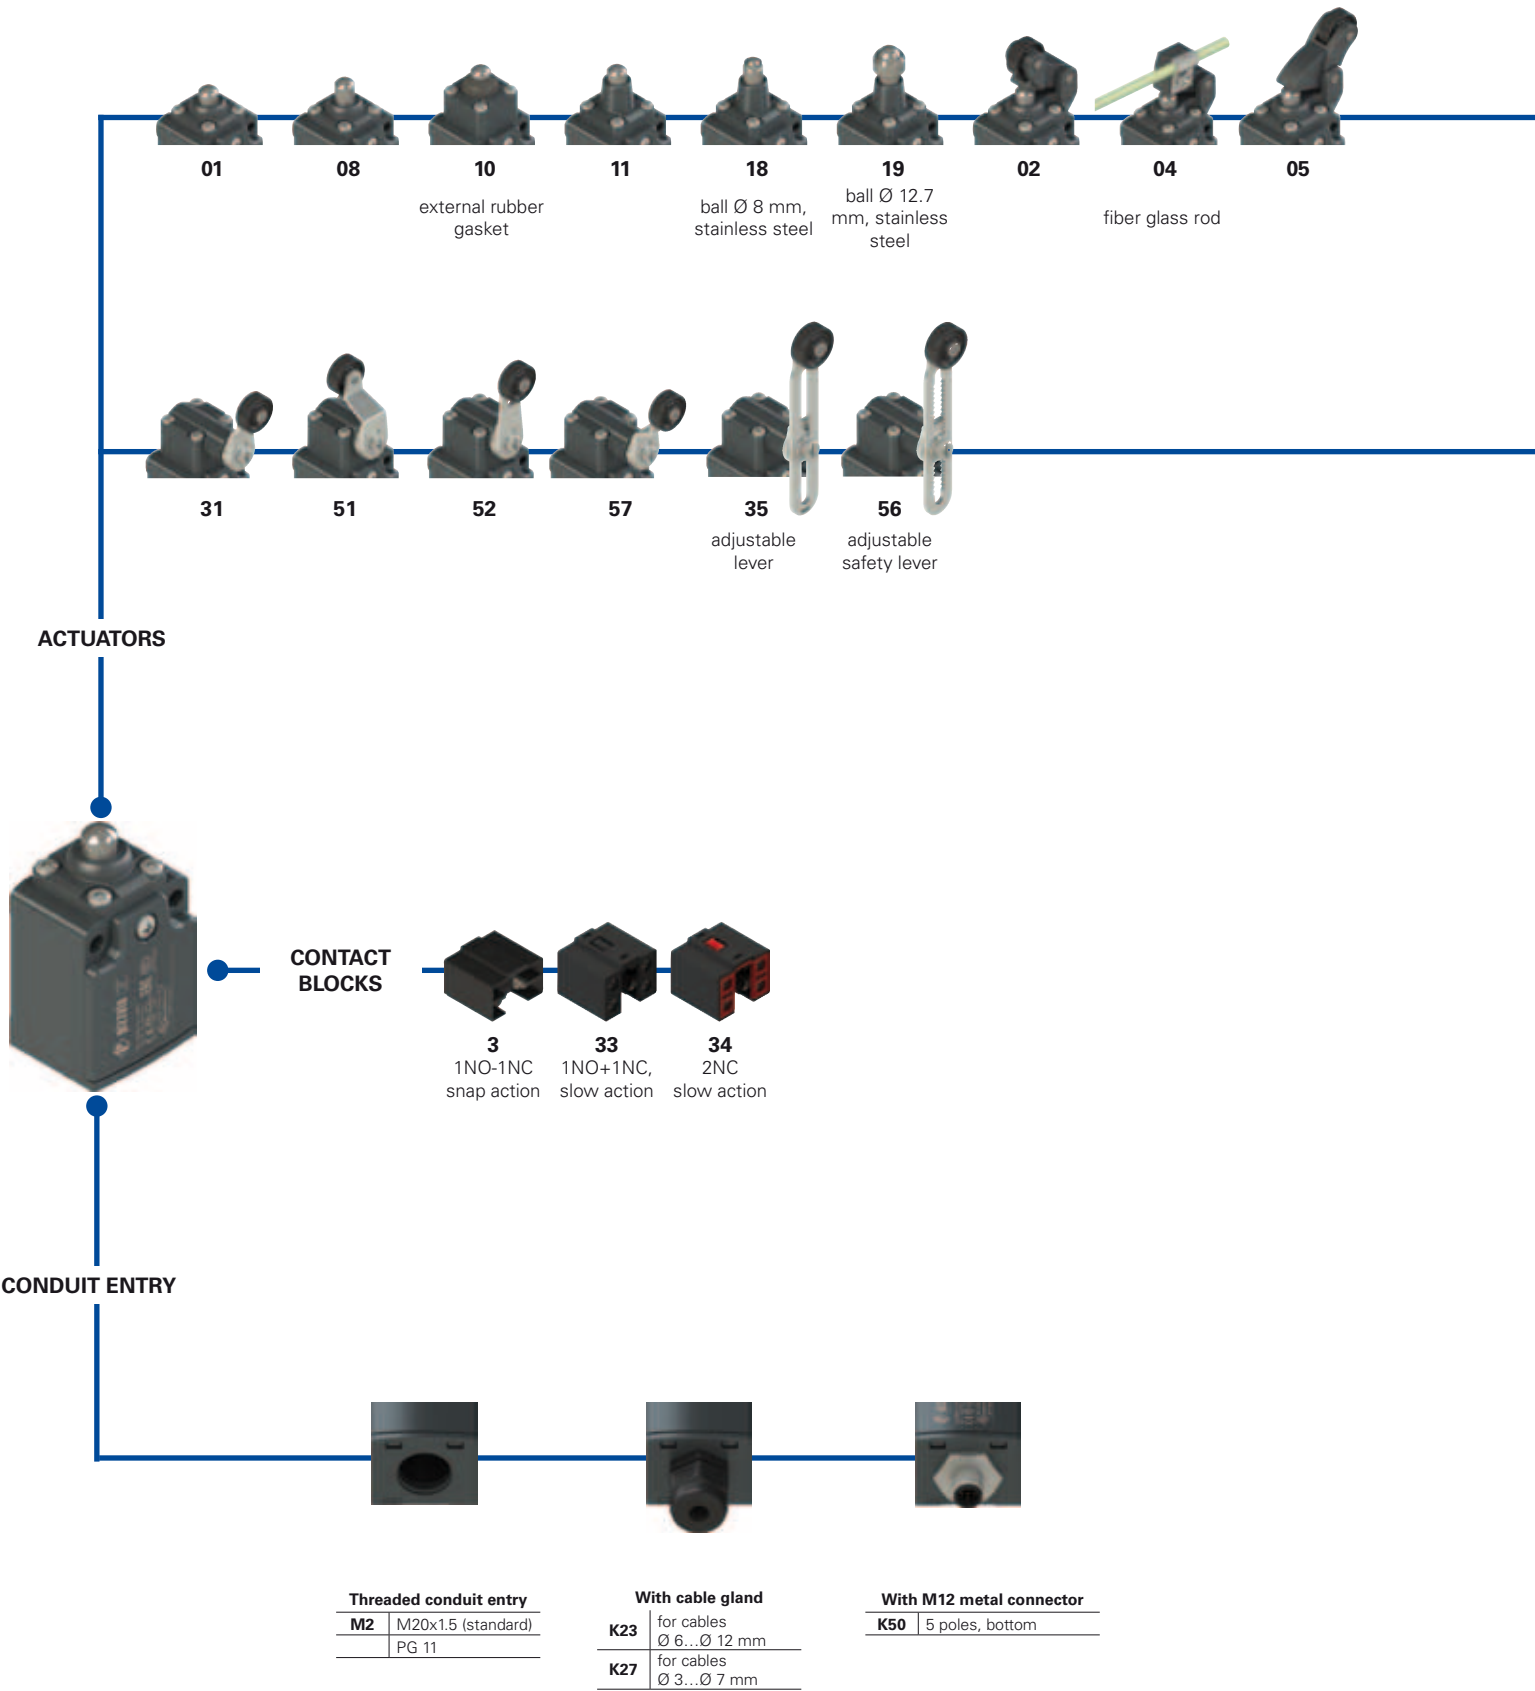 01 08 10 11 18 19 02 04 05
external rubber
gasket
ball Ø 8 mm,
stainless steel
ball Ø 12.7
mm, stainless
steel
fiber glass rod
31 51 52 57 35 56
adjustable
lever
adjustable
safety lever
ACTUATORS
CONTACT
BLOCKS
3
1NO-1NC
snap action
33
1NO+1NC,
slow action
34
2NC
slow action
CONDUIT ENTRY
Threaded conduit entry
M2 M20x1.5 (standard)
PG 11
With cable gland
K23 for cables
Ø 6…Ø 12 mm
K27 for cables
Ø 3…Ø 7 mm
With M12 metal connector
K50 5 poles, bottom